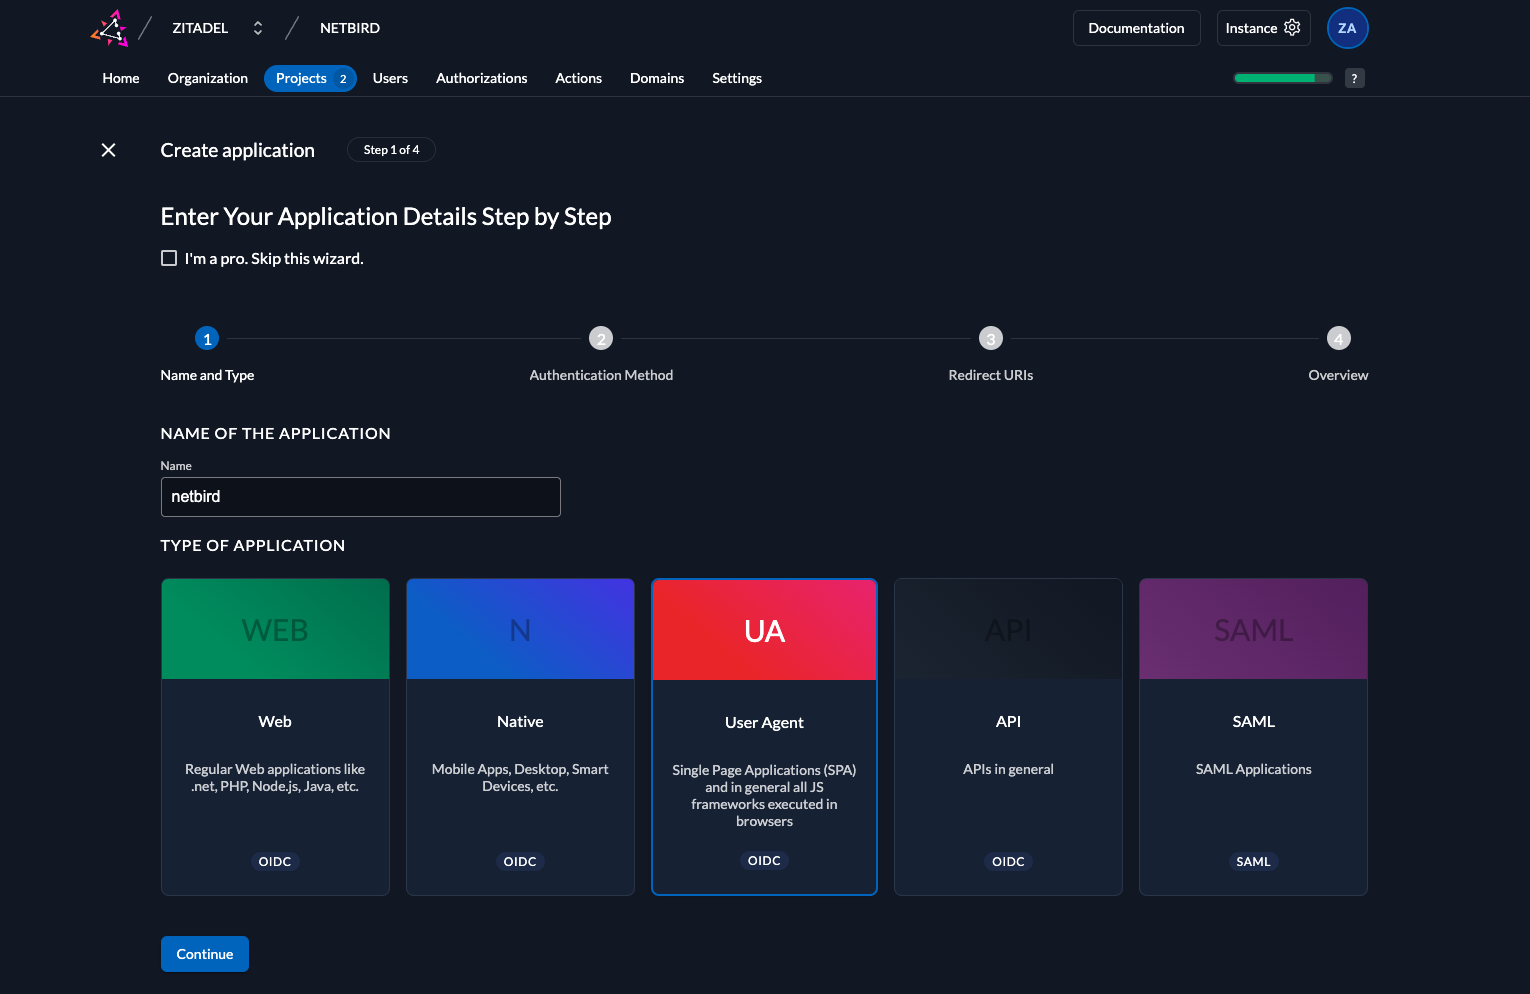 ZITADEL
NETBIRD
Documentation
Instance
ZA
Home
Organization
Projects 2
Users
Authorizations
Actions
Domains
Settings
?
Create application
Step 1 of 4
Enter Your Application Details Step by Step
I'm a pro. Skip this wizard.
1
2
3
4
Name and Type
Authentication Method
Redirect URIs
Overview
NAME OF THE APPLICATION
Name
netbird
TYPE OF APPLICATION
WEB
Web
Regular Web applications like
.net, PHP, Node.js, Java, etc.
OIDC
N
Native
Mobile Apps, Desktop, Smart
Devices, etc.
OIDC
UA
User Agent
Single Page Applications (SPA)
and in general all JS
frameworks executed in
browsers
OIDC
API
API
APIs in general
OIDC
SAML
SAML
SAML Applications
SAML
Continue